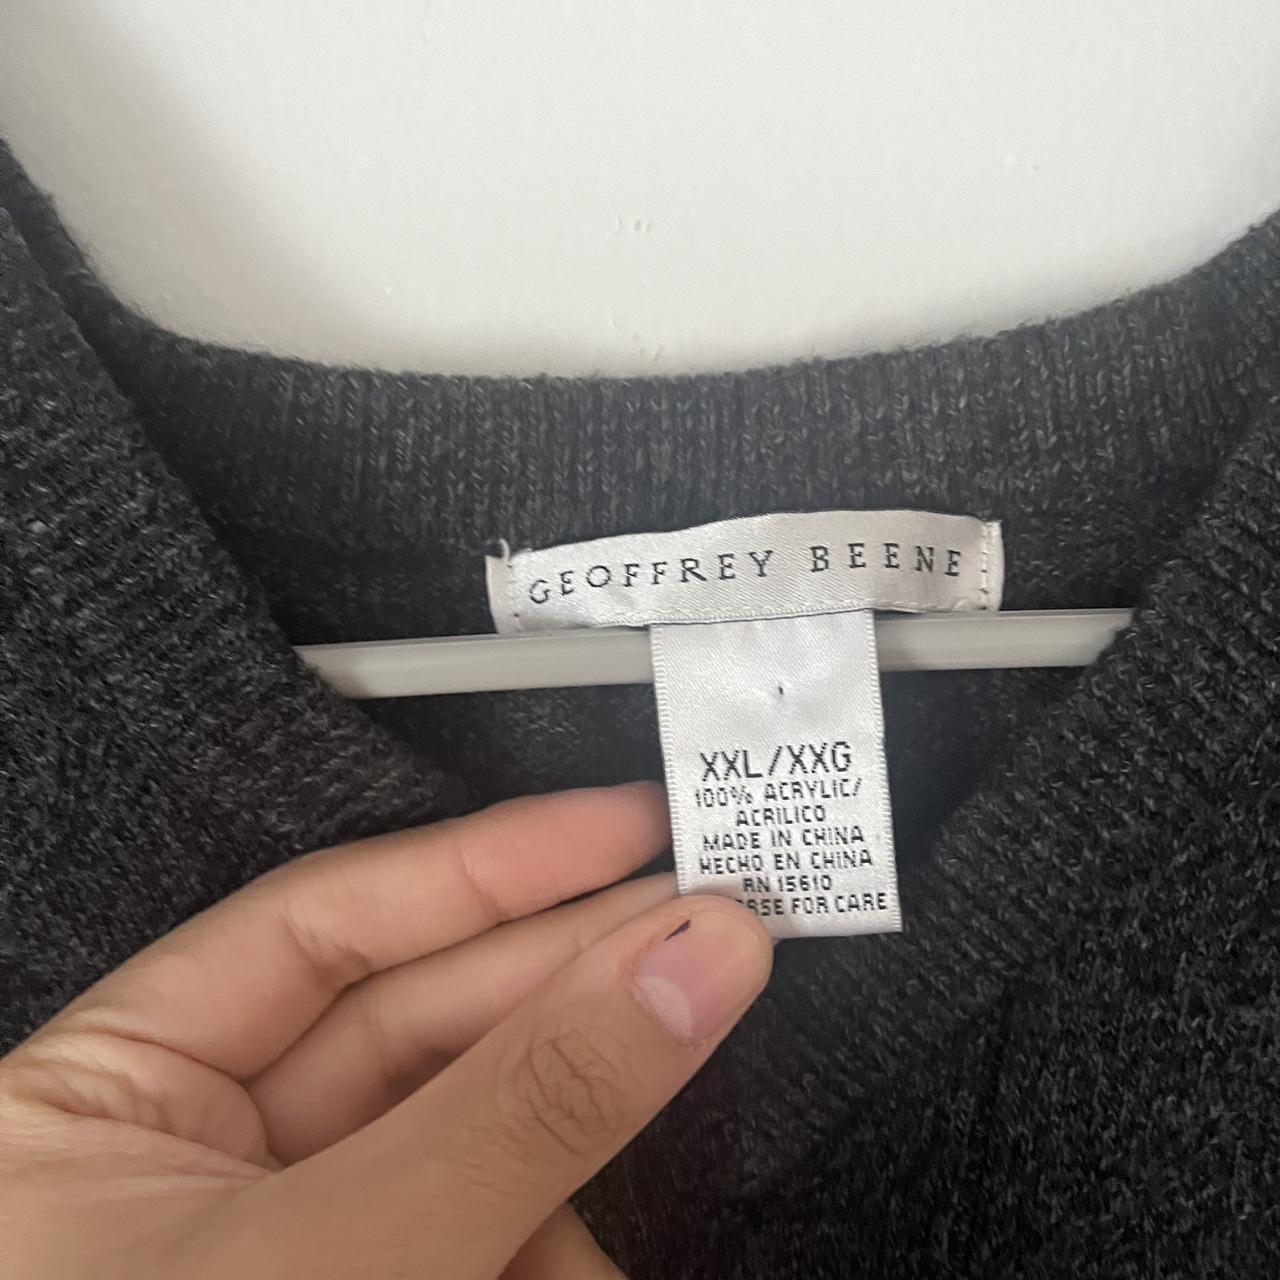 GEOFFREY BEENE
XXL/XXG
100% ACRYLIC/
ACRILICO
MADE IN CHINA
HECHO EN CHINA
RN 15610
FOR CARE